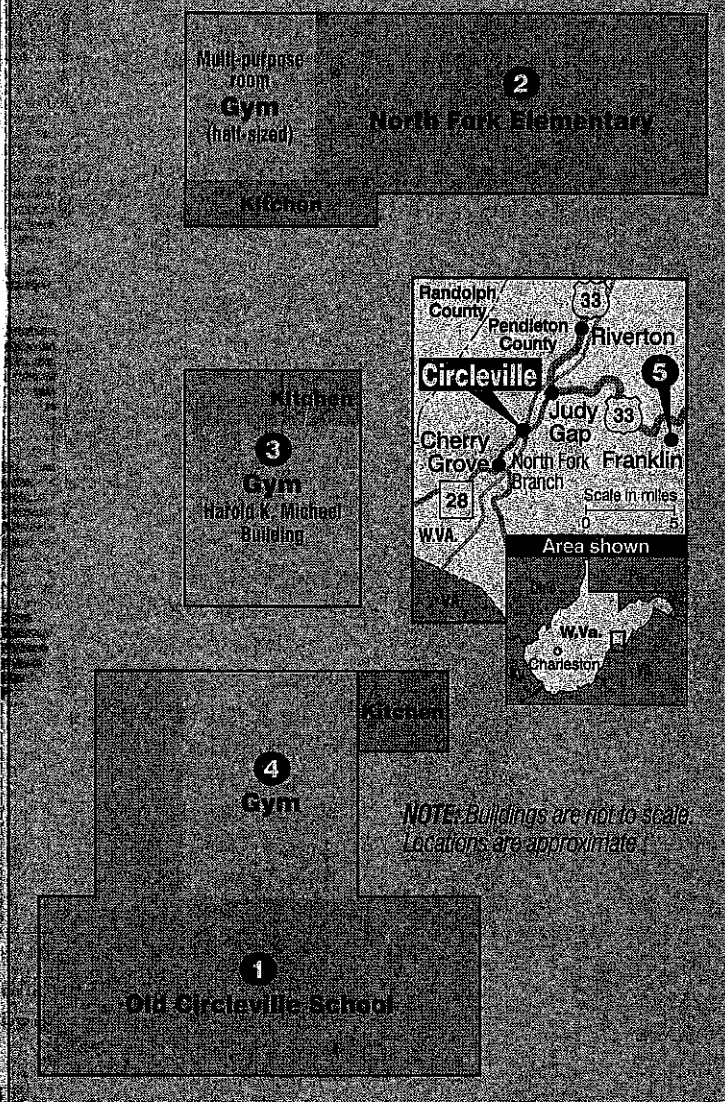 Multi-purpose
room
Gym
(half-sized)
2
North Fork Elementary
Kitchen
Randolph
County
33
Pendleton
County
Riverton
Circleville
5
Judy
Gap
33
Cherry
Grove
North Fork
Branch
Franklin
28
Scale in miles
0 5
W.VA.
VA.
Area shown
W.Va.
Charleston
Kitchen
3
Gym
Harold K. Michael
Building
Kitchen
4
Gym
NOTE: Buildings are not to scale.
Locations are approximate.
1
Old Circleville School